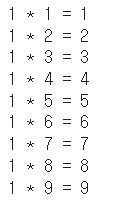 1 * 1 = 1
1 * 2 = 2
1 * 3 = 3
1 * 4 = 4
1 * 5 = 5
1 * 6 = 6
1 * 7 = 7
1 * 8 = 8
1 * 9 = 9